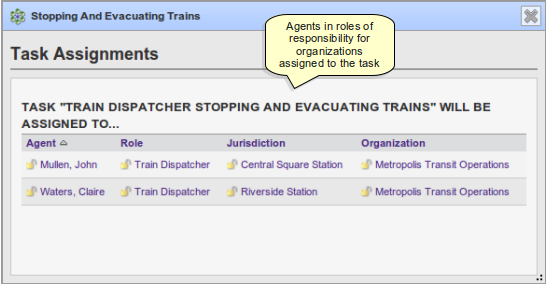 Stopping And Evacuating Trains
Agents in roles of
responsibility for
organizations
assigned to the task
Task Assignments
TASK "TRAIN DISPATCHER STOPPING AND EVACUATING TRAINS" WILL BE
ASSIGNED TO...
Agent Role Jurisdiction Organization
Mullen, John Train Dispatcher Central Square Station Metropolis Transit Operations
Waters, Claire Train Dispatcher Riverside Station Metropolis Transit Operations